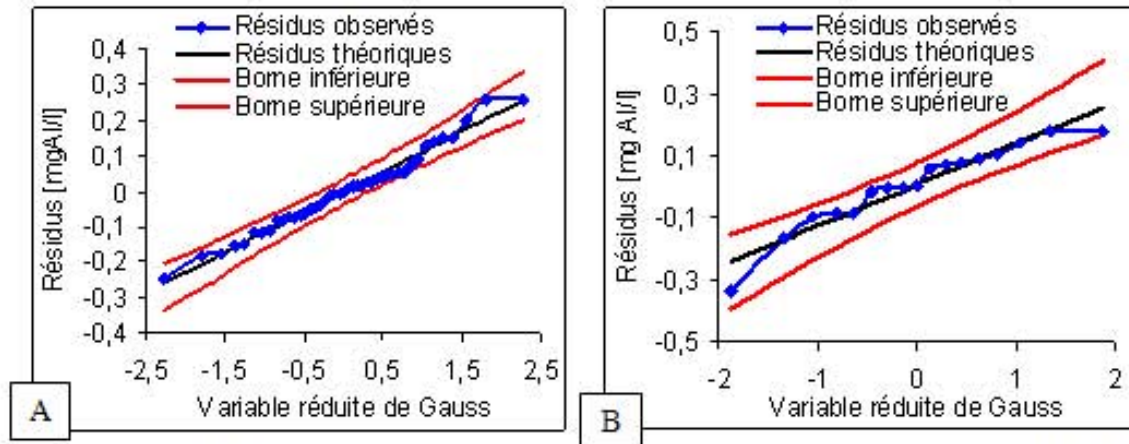 Résidus observés
Résidus théoriques
Borne inférieure
Borne supérieure
0,4
0,3
0,2
0,1
0
-0,1
-0,2
-0,3
-0,4
Résidus [mgAl/l]
-2,5 -1,5 -0,5 0,5 1,5 2,5
Variable réduite de Gauss
A
Résidus observés
Résidus théoriques
Borne inférieure
Borne supérieure
0,5
0,3
0,1
-0,1
-0,3
-0,5
Résidus [mg Al/l]
-2 -1 0 1 2
Variable réduite de Gauss
B